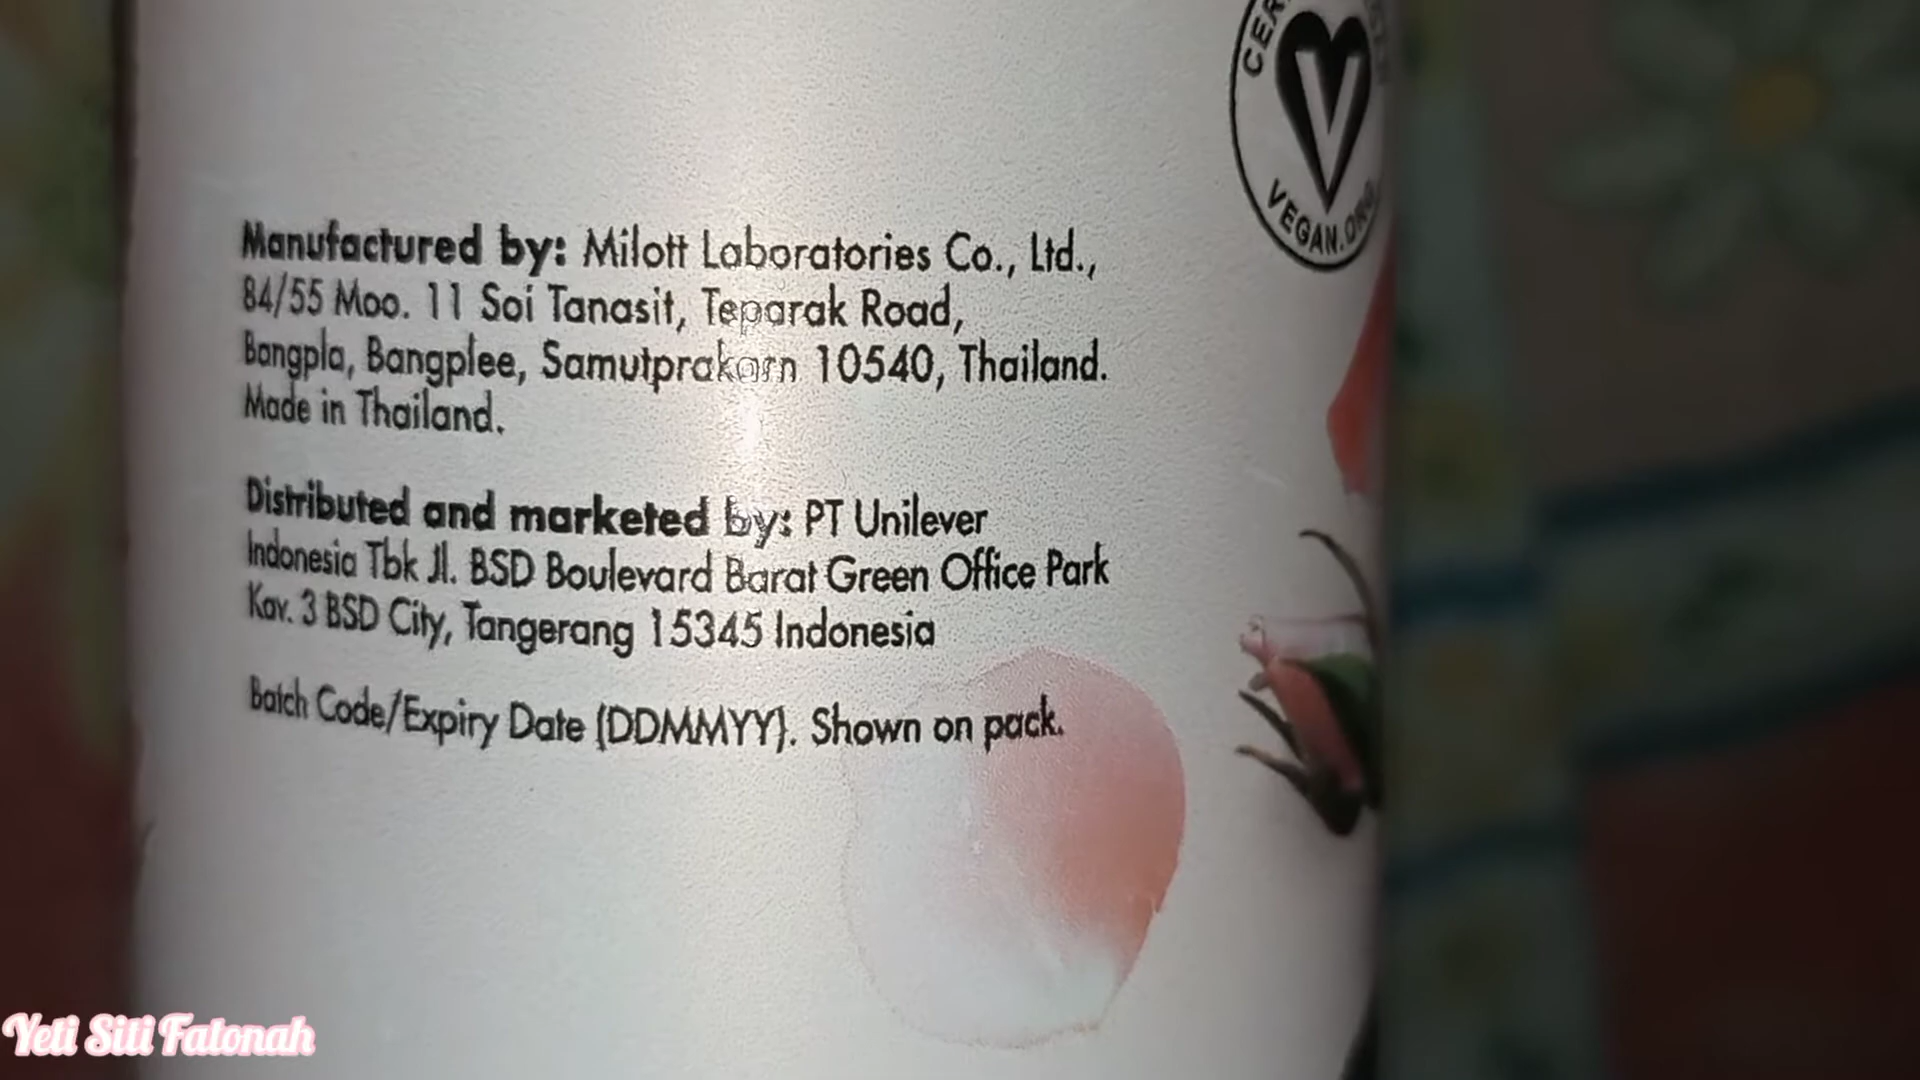 CER
VEGAN.ORG
Manufactured by: Milott Laboratories Co., Ltd.,
84/55 Moo. 11 Soi Tanasit, Teparak Road,
Bangpla, Bangplee, Samutprakarn 10540, Thailand.
Made in Thailand.
Distributed and marketed by: PT Unilever
Indonesia Tbk Jl. BSD Boulevard Barat Green Office Park
Kav. 3 BSD City, Tangerang 15345 Indonesia
Batch Code/Expiry Date (DDMMYY). Shown on pack.
Yeti Siti Fatonah